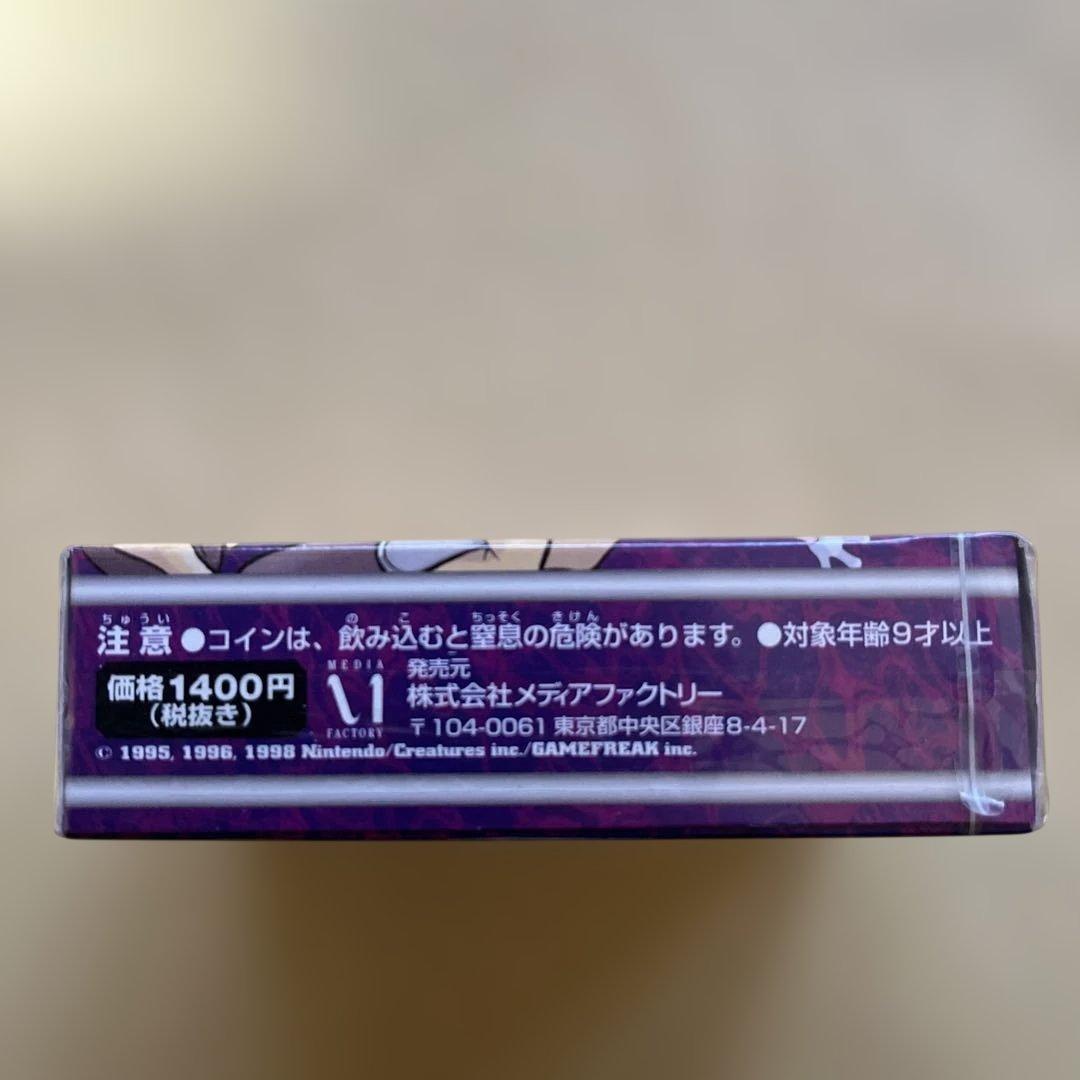 ちゅうい のこ ちっそく きけん
注意 ●コインは、飲み込むと窒息の危険があります。 ●対象年齢9才以上
価格1400円
(税抜き)
MEDIA
FACTORY
発売元
株式会社メディアファクトリー
〒104-0061 東京都中央区銀座8-4-17
© 1995, 1996, 1998 Nintendo/Creatures inc./GAMEFREAK inc.